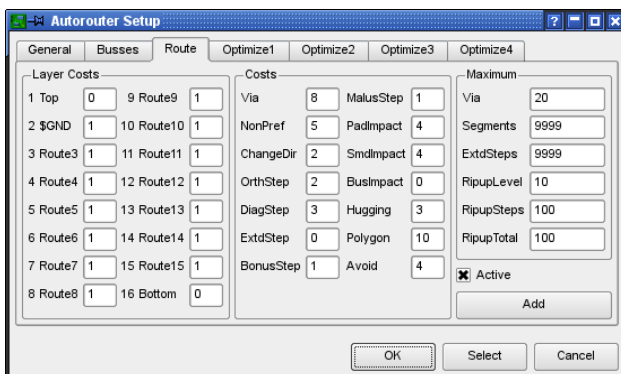 Autorouter Setup
General Busses Route Optimize1 Optimize2 Optimize3 Optimize4
Layer Costs Costs Maximum
1 Top 0 9 Route9 1 Via 8 MalusStep 1 Via 20
2 $GND 1 10 Route10 1 NonPref 5 PadImpact 4 Segments 9999
3 Route3 1 11 Route11 1 ChangeDir 2 SmdImpact 4 ExtdSteps 9999
4 Route4 1 12 Route12 1 OrthStep 2 BusImpact 0 RipupLevel 10
5 Route5 1 13 Route13 1 DiagStep 3 Hugging 3 RipupSteps 100
6 Route6 1 14 Route14 1 ExtdStep 0 Polygon 10 RipupTotal 100
7 Route7 1 15 Route15 1 BonusStep 1 Avoid 4 Active
8 Route8 1 16 Bottom 0 Add
OK Select Cancel